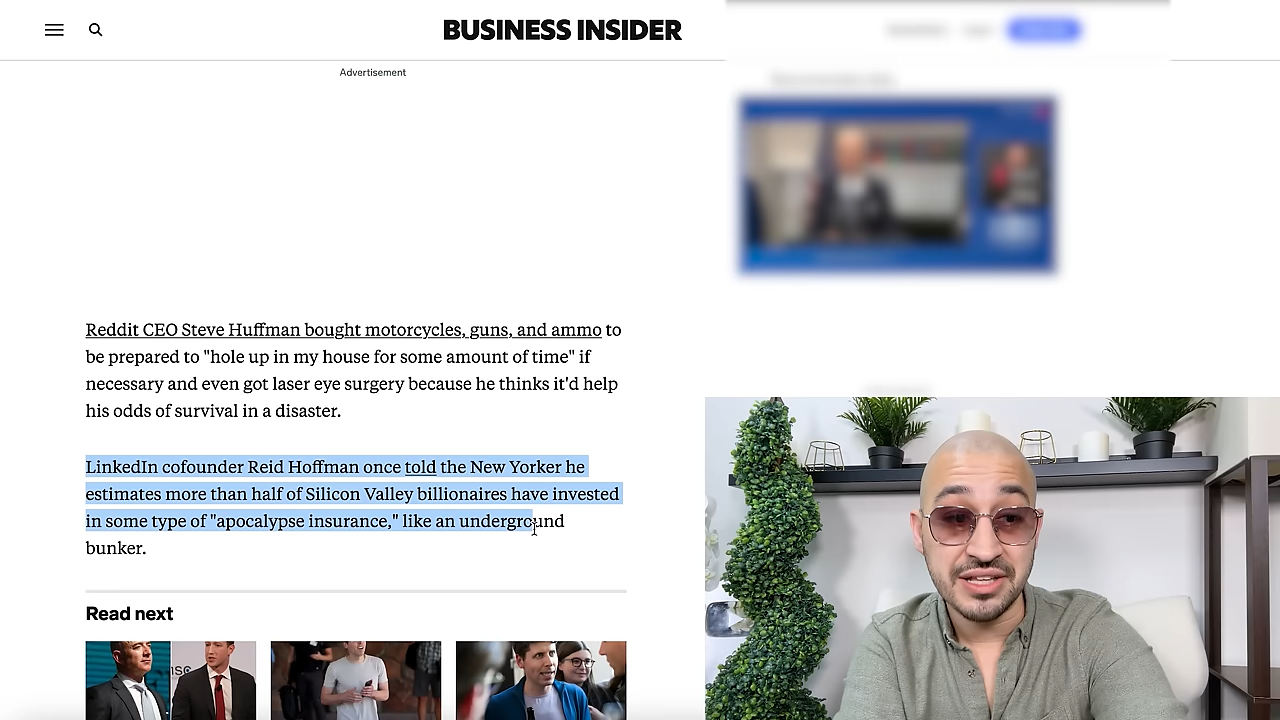 BUSINESS INSIDER
Advertisement
Reddit CEO Steve Huffman bought motorcycles, guns, and ammo to
be prepared to "hole up in my house for some amount of time" if
necessary and even got laser eye surgery because he thinks it'd help
his odds of survival in a disaster.
LinkedIn cofounder Reid Hoffman once told the New Yorker he
estimates more than half of Silicon Valley billionaires have invested
in some type of "apocalypse insurance," like an underground
bunker.
Read next